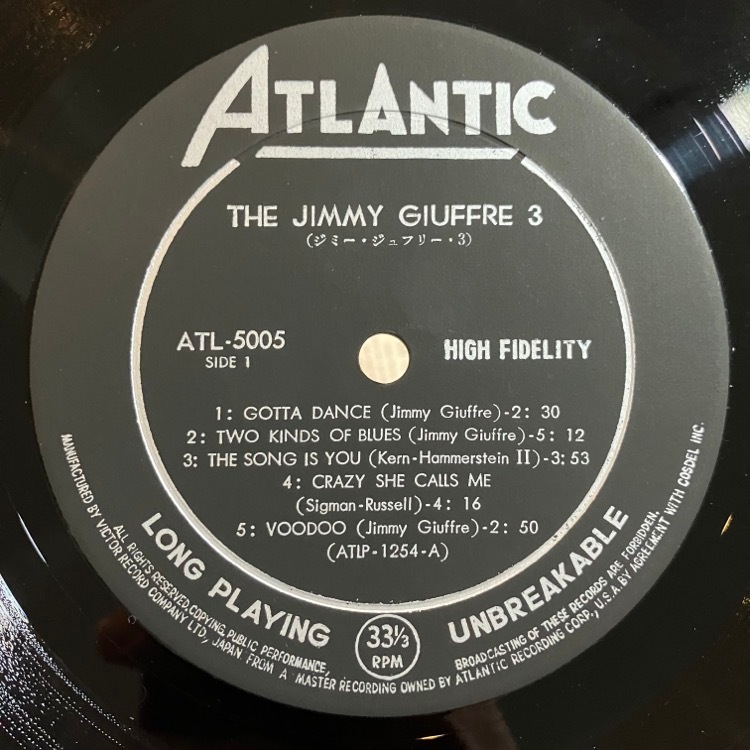 ATLANTIC
THE JIMMY GIUFFRE 3
(ジミー・ジュフリー・3)
ATL-5005
SIDE 1
HIGH FIDELITY
1: GOTTA DANCE (Jimmy Giuffre)-2: 30
2: TWO KINDS OF BLUES (Jimmy Giuffre)-5: 12
3: THE SONG IS YOU (Kern-Hammerstein II)-3:53
4: CRAZY SHE CALLS ME
(Sigman-Russell)-4: 16
5: VOODOO (Jimmy Giuffre)-2: 50
(ATLP-1254-A)
LONG PLAYING
33⅓
RPM
UNBREAKABLE
ALL RIGHTS RESERVED,COPYING, PUBLIC PERFORMANCE, BROADCASTING OF THESE RECORDS ARE FORBIDDEN.
MANUFACTURED BY VICTOR RECORD COMPANY LTD, JAPAN FROM A MASTER RECORDING OWNED BY ATLANTIC RECORDING CORP., U.S.A. BY AGREEMENT WITH COSDEL INC.